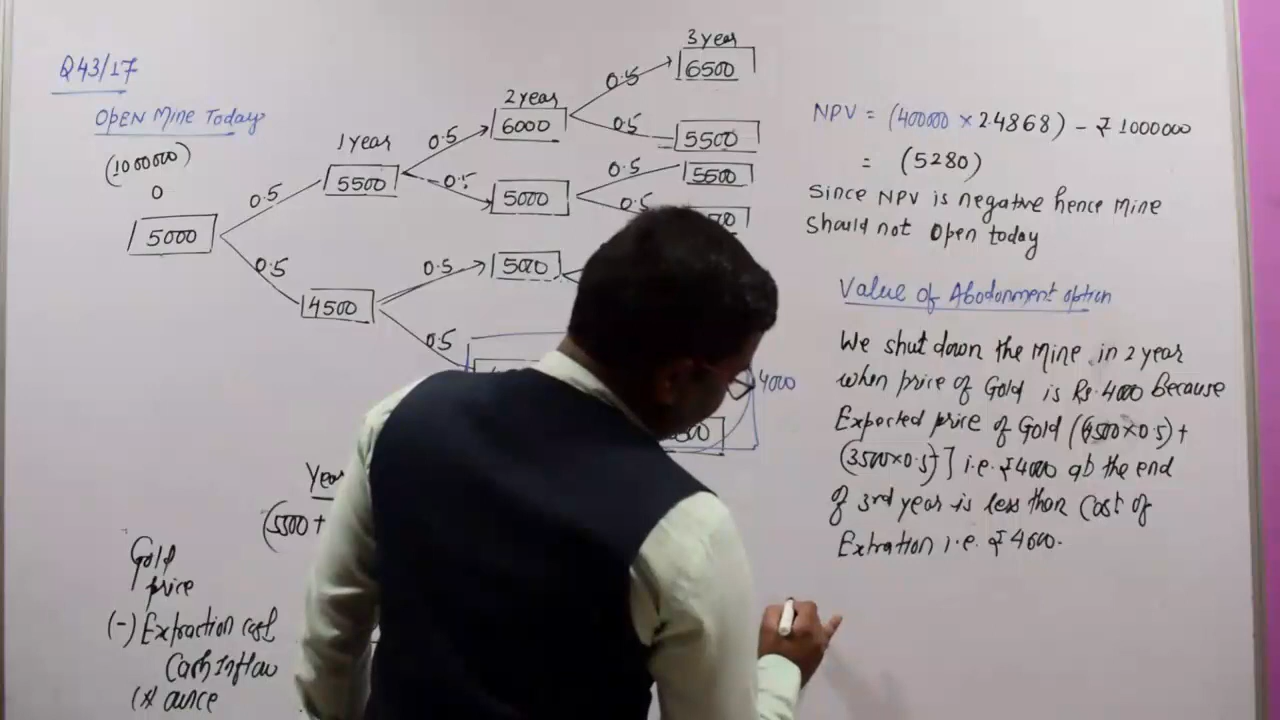 Q43/17
OPEN Mine Today
(1000000)
0
5000
0.5
0.5
1 year
5500
4500
0.5
0.5
0.5
0.5
2 year
6000
5000
5000
0.5
0.5
0.5
0.5
3 year
6500
5500
5500
4000
Year
(5500 +
Gold
price
(-) Extraction cost
Cash Inflow
(x) ounce
NPV = (400000 × 2.4868) - ₹ 1000000
= (5280)
Since NPV is negative hence Mine
Should not Open today
Value of Abodonment option
We shut down the Mine in 2 year
when price of Gold is Rs. 4000 because
Expected price of Gold (4500×0.5) +
(3500×0.5)] i.e. ₹4000 at the end
of 3rd year is less than Cost of
Extration i.e. ₹4600.